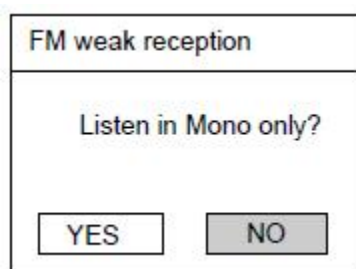 FM weak reception
Listen in Mono only?
YES NO